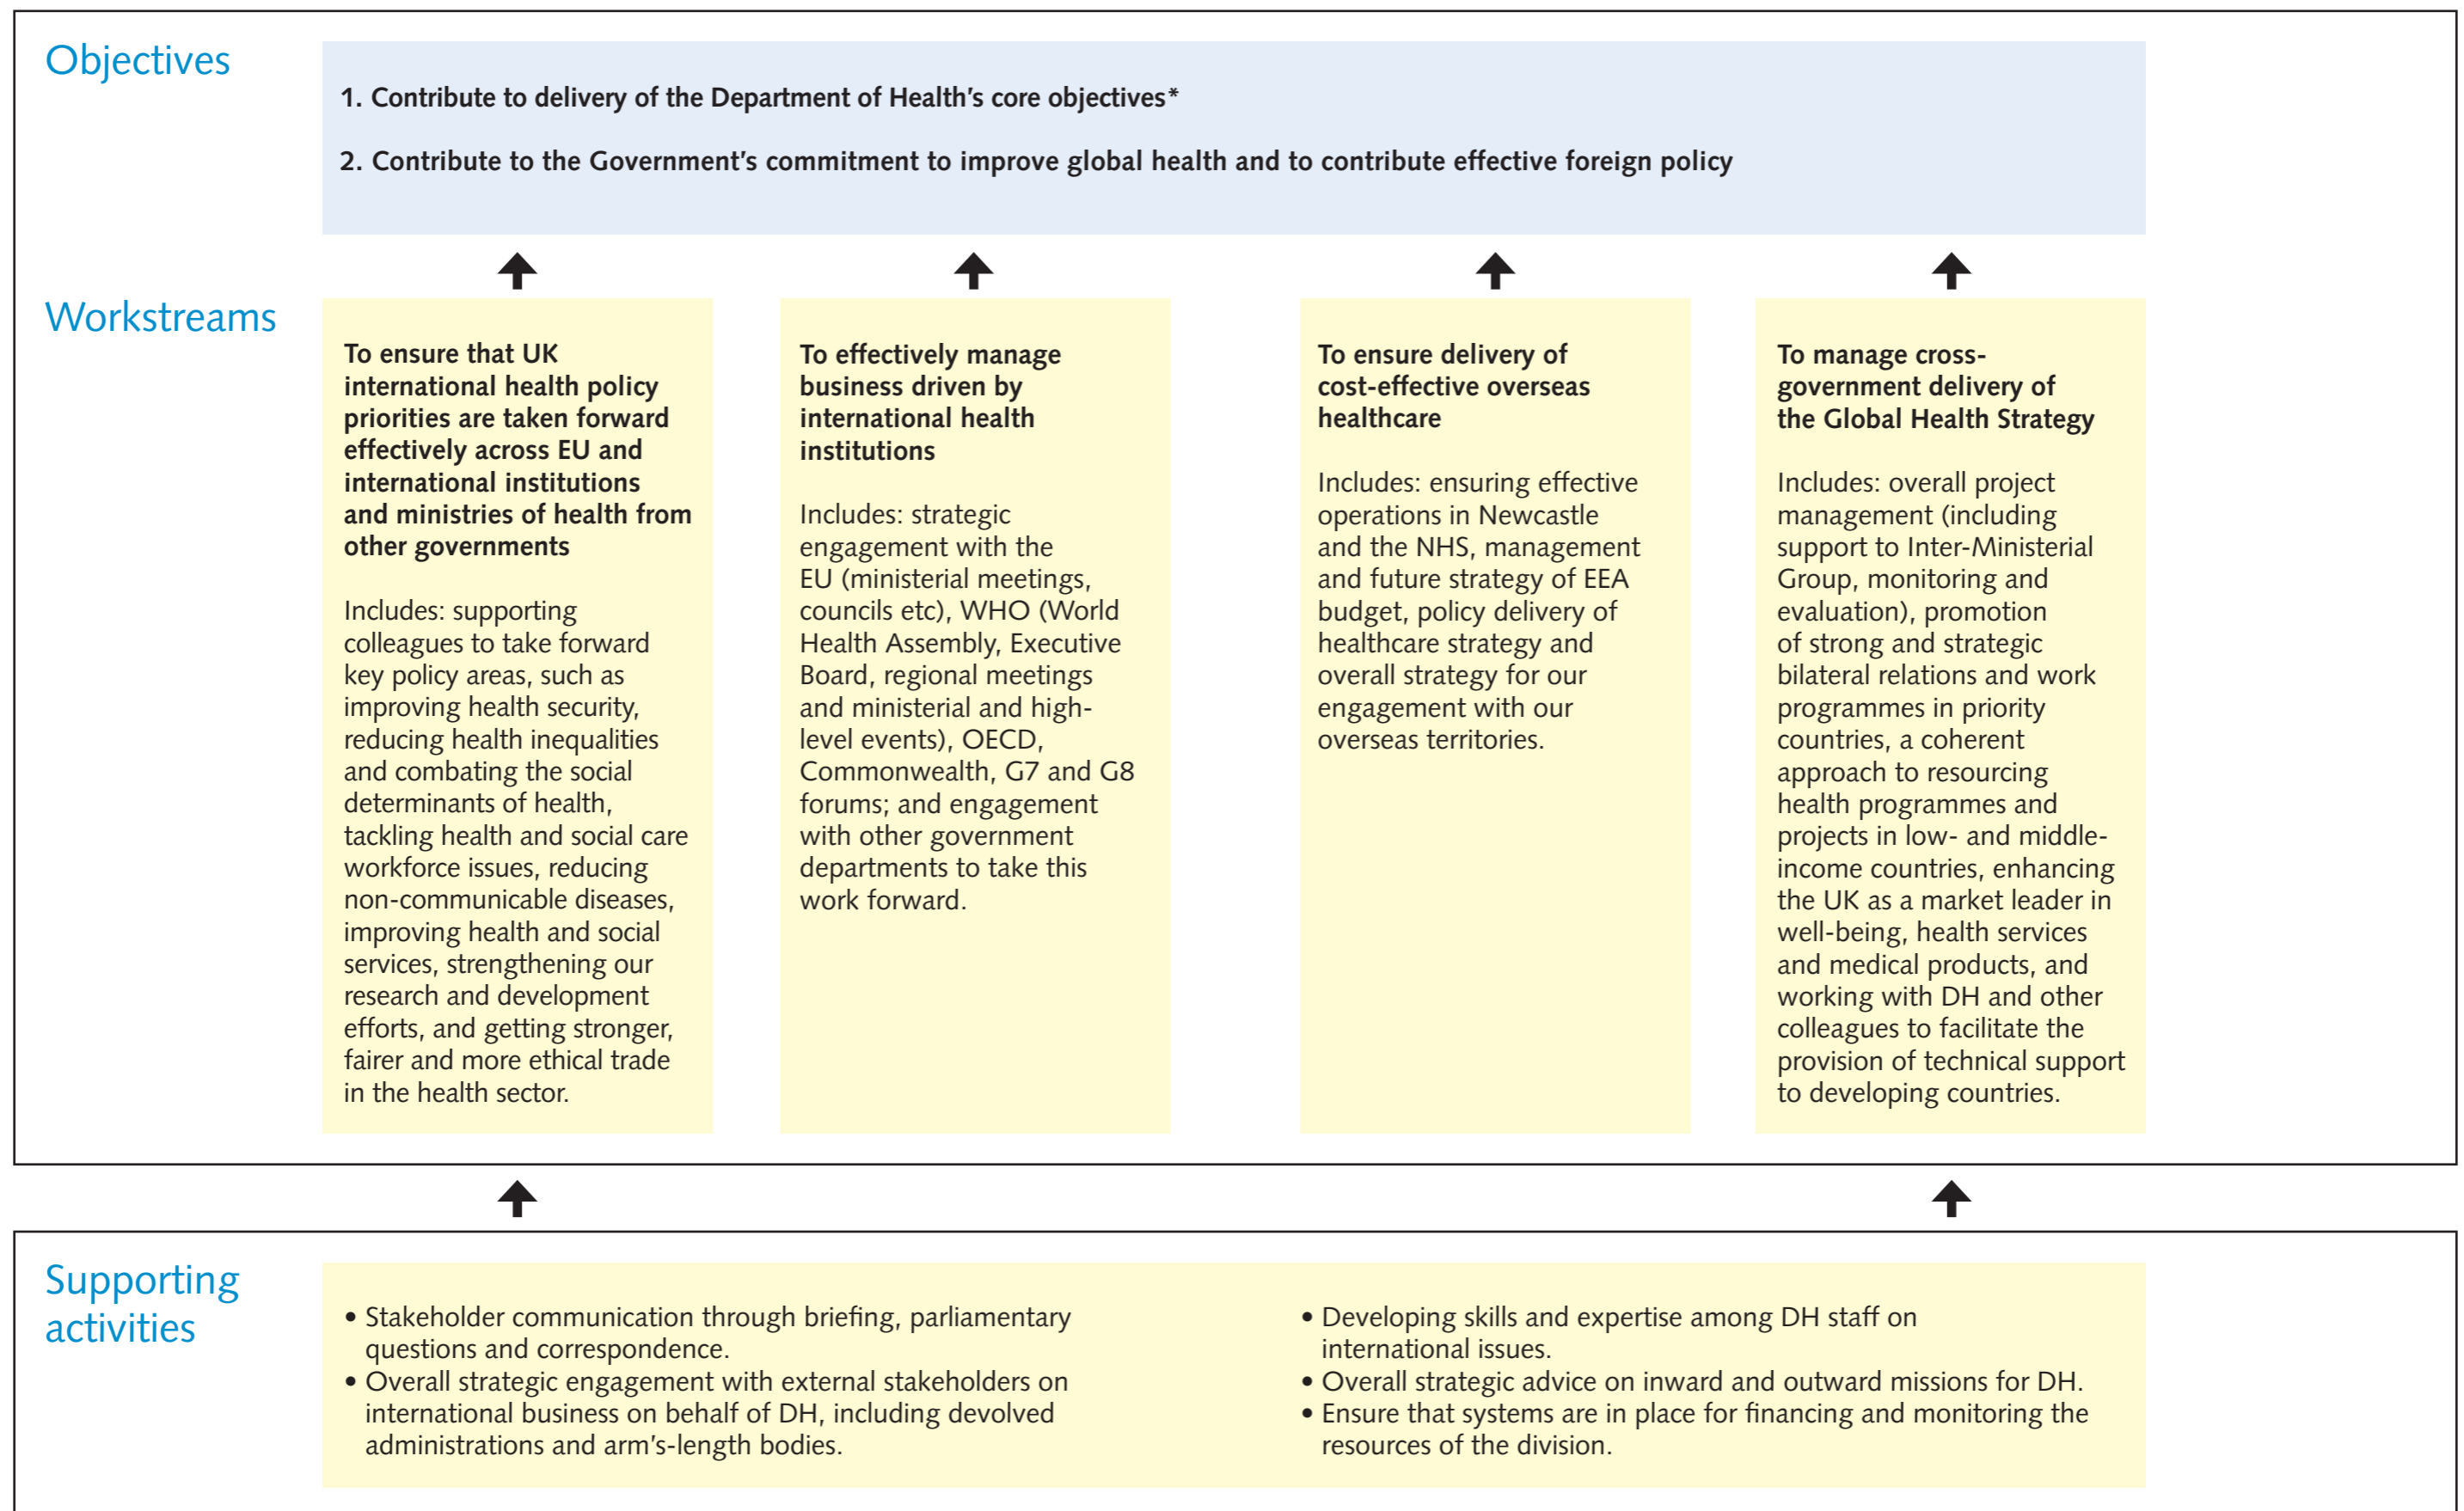 Objectives
1. Contribute to delivery of the Department of Health's core objectives*
2. Contribute to the Government's commitment to improve global health and to contribute effective foreign policy
Workstreams
To ensure that UK
international health policy
priorities are taken forward
effectively across EU and
international institutions
and ministries of health from
other governments
Includes: supporting
colleagues to take forward
key policy areas, such as
improving health security,
reducing health inequalities
and combating the social
determinants of health,
tackling health and social care
workforce issues, reducing
non-communicable diseases,
improving health and social
services, strengthening our
research and development
efforts, and getting stronger,
fairer and more ethical trade
in the health sector.
To effectively manage
business driven by
international health
institutions
Includes: strategic
engagement with the
EU (ministerial meetings,
councils etc), WHO (World
Health Assembly, Executive
Board, regional meetings
and ministerial and high-
level events), OECD,
Commonwealth, G7 and G8
forums; and engagement
with other government
departments to take this
work forward.
To ensure delivery of
cost-effective overseas
healthcare
Includes: ensuring effective
operations in Newcastle
and the NHS, management
and future strategy of EEA
budget, policy delivery of
healthcare strategy and
overall strategy for our
engagement with our
overseas territories.
To manage cross-
government delivery of
the Global Health Strategy
Includes: overall project
management (including
support to Inter-Ministerial
Group, monitoring and
evaluation), promotion
of strong and strategic
bilateral relations and work
programmes in priority
countries, a coherent
approach to resourcing
health programmes and
projects in low- and middle-
income countries, enhancing
the UK as a market leader in
well-being, health services
and medical products, and
working with DH and other
colleagues to facilitate the
provision of technical support
to developing countries.
Supporting
activities
• Stakeholder communication through briefing, parliamentary
questions and correspondence.
• Overall strategic engagement with external stakeholders on
international business on behalf of DH, including devolved
administrations and arm's-length bodies.
• Developing skills and expertise among DH staff on
international issues.
• Overall strategic advice on inward and outward missions for DH.
• Ensure that systems are in place for financing and monitoring the
resources of the division.